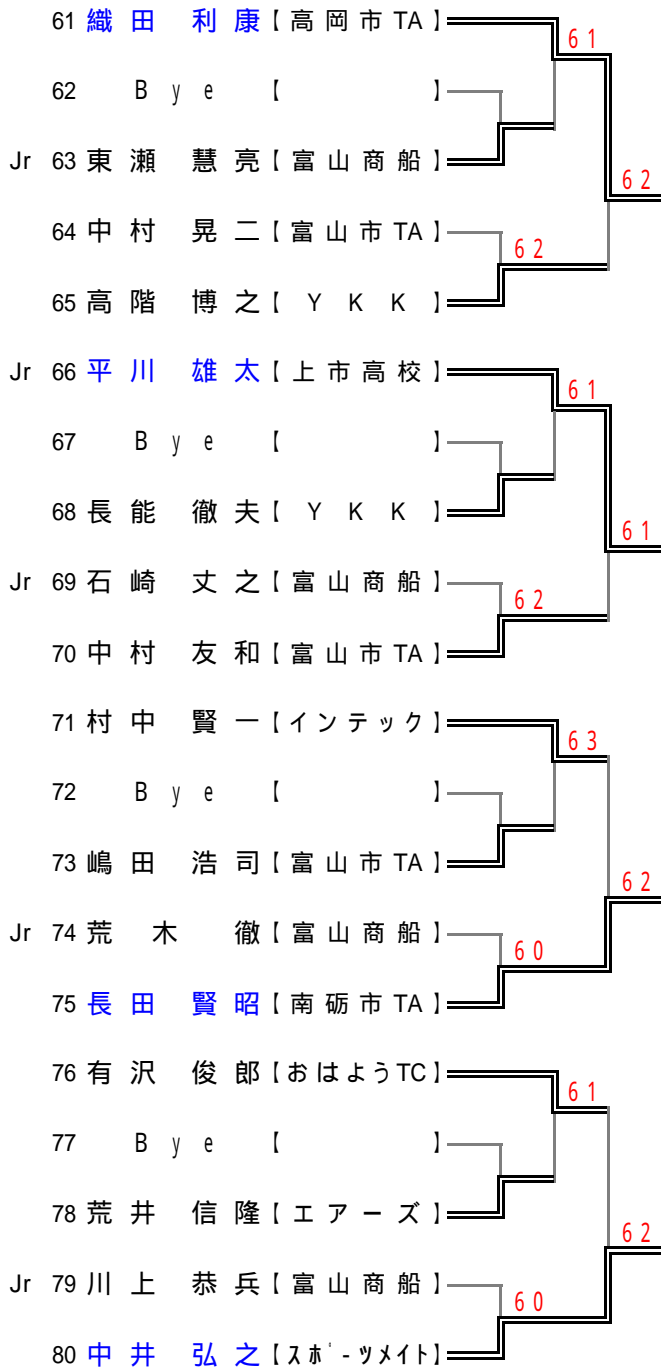 61 織田 利康【高岡市TA】
61
62 Bye 【 】
Jr 63 東瀬 慧亮【富山商船】
62
64 中村 晃二【富山市TA】
62
65 高階 博之【YKK】
Jr 66 平川 雄太【上市高校】
61
67 Bye 【 】
68 長能 徹夫【YKK】
61
Jr 69 石崎 丈之【富山商船】
62
70 中村 友和【富山市TA】
71 村中 賢一【インテック】
63
72 Bye 【 】
73 嶋田 浩司【富山市TA】
62
Jr 74 荒木 徹【富山商船】
60
75 長田 賢昭【南砺市TA】
76 有沢 俊郎【おはようTC】
61
77 Bye 【 】
78 荒井 信隆【エアーズ】
62
Jr 79 川上 恭兵【富山商船】
60
80 中井 弘之【スポ-ツメイト】